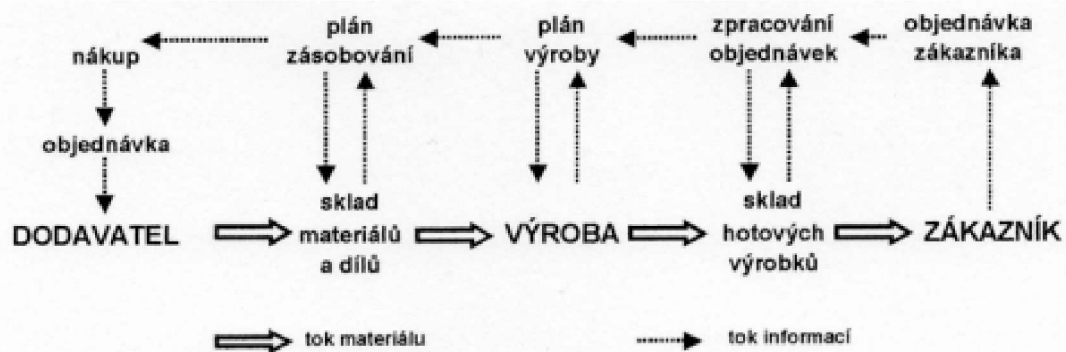 nákup
plán
zásobování
plán
výroby
zpracování
objednávek
objednávka
zákazníka
objednávka
DODAVATEL
sklad
materiálů
a dílů
VÝROBA
sklad
hotových
výrobků
ZÁKAZNÍK
tok materiálu
tok informací